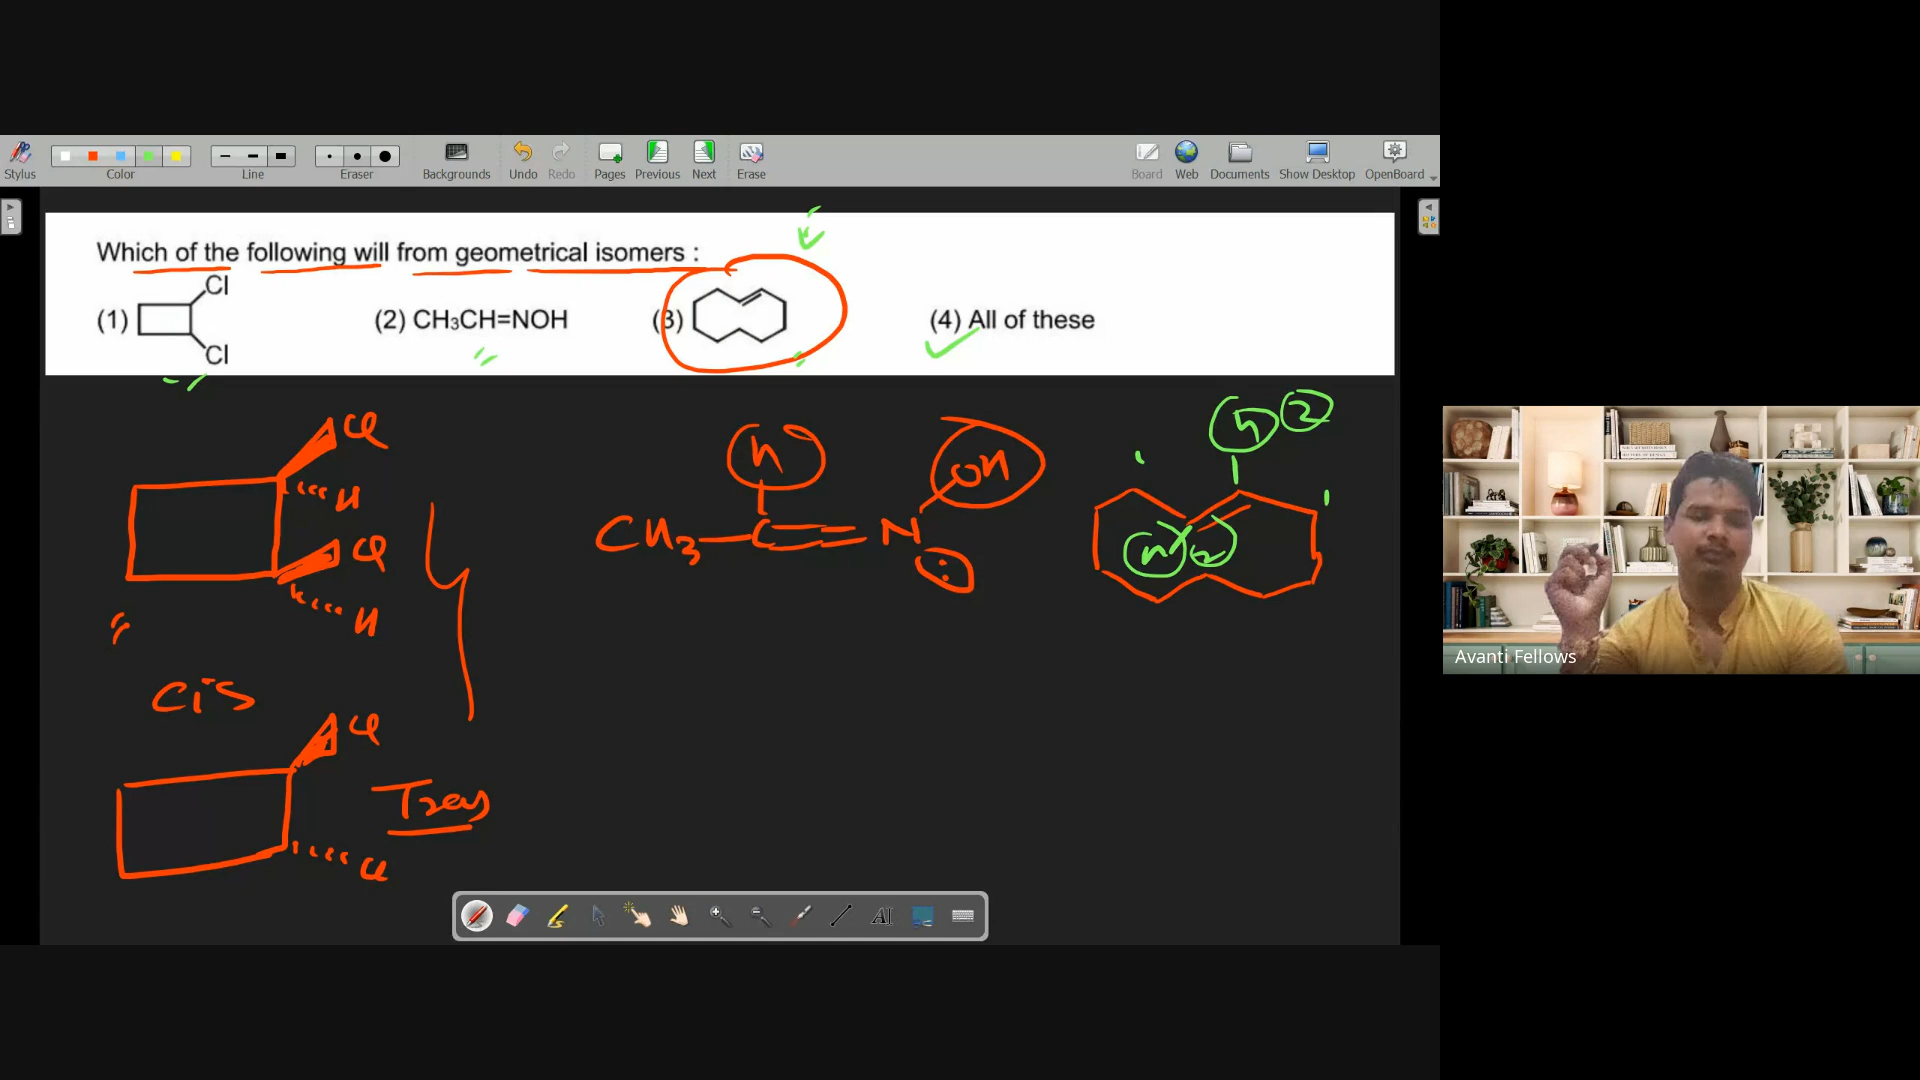 Stylus Color Line Eraser Backgrounds Undo Redo Pages Previous Next Erase Board Web Documents Show Desktop OpenBoard
Which of the following will from geometrical isomers :
(1) Cl Cl (2) CH₃CH=NOH (3) (4) All of these
Cl
H
Cl
H
Cis
Cl
Trans
Cl
H
OH
CH₃ C N :
H 2
H 2
Avanti Fellows